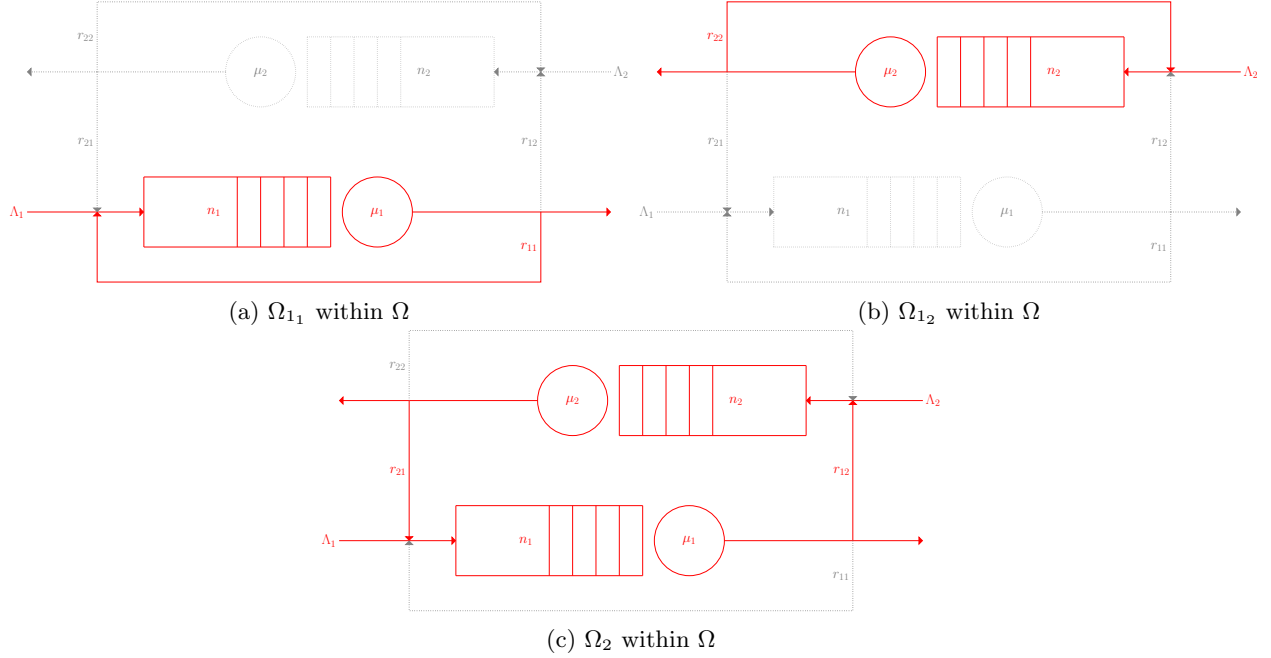 r₂₂
μ₂
n₂
Λ₂
r₂₁
r₁₂
Λ₁
n₁
μ₁
r₁₁
(a) Ω₁₁ within Ω
r₂₂
μ₂
n₂
Λ₂
r₂₁
r₁₂
Λ₁
n₁
μ₁
r₁₁
(b) Ω₁₂ within Ω
r₂₂
μ₂
n₂
Λ₂
r₂₁
r₁₂
Λ₁
n₁
μ₁
r₁₁
(c) Ω₂ within Ω